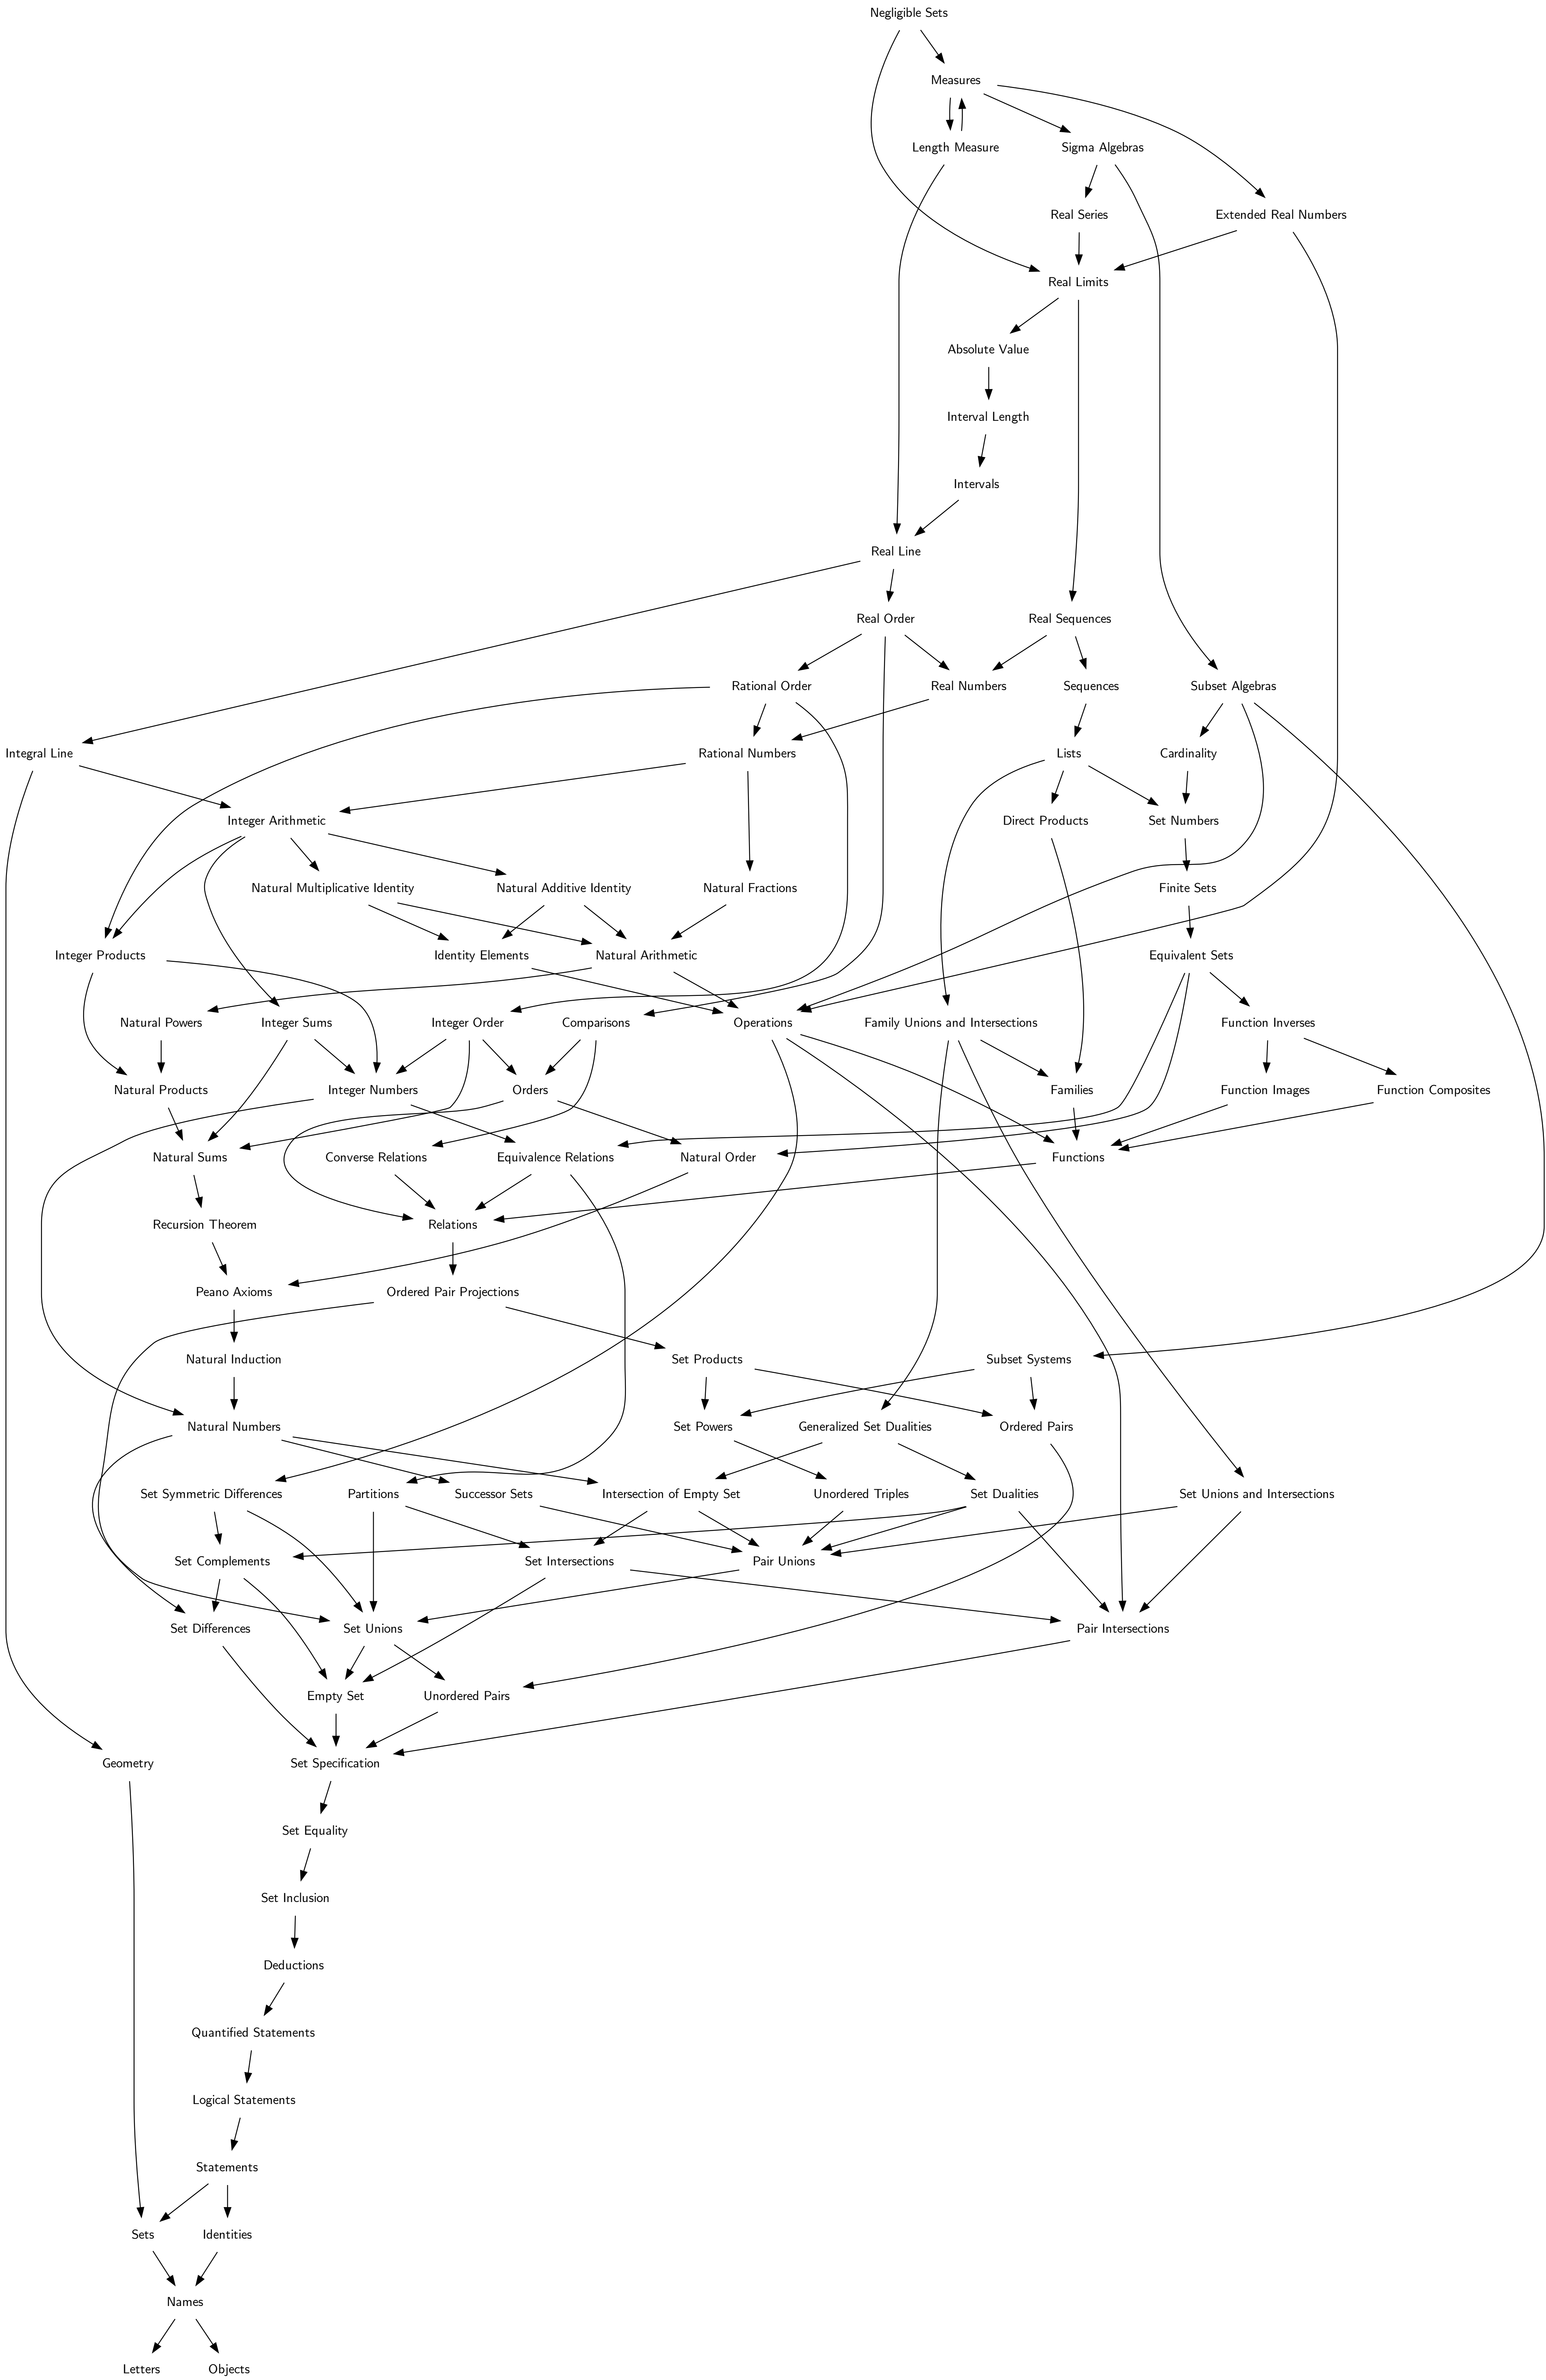 Negligible Sets
Measures
Length Measure
Sigma Algebras
Real Series
Extended Real Numbers
Real Limits
Absolute Value
Interval Length
Intervals
Real Line
Real Order
Real Sequences
Rational Order
Real Numbers
Sequences
Subset Algebras
Integral Line
Rational Numbers
Lists
Cardinality
Integer Arithmetic
Direct Products
Set Numbers
Natural Multiplicative Identity
Natural Additive Identity
Natural Fractions
Finite Sets
Integer Products
Identity Elements
Natural Arithmetic
Equivalent Sets
Natural Powers
Integer Sums
Integer Order
Comparisons
Operations
Family Unions and Intersections
Function Inverses
Natural Products
Integer Numbers
Orders
Families
Function Images
Function Composites
Natural Sums
Converse Relations
Equivalence Relations
Natural Order
Functions
Recursion Theorem
Relations
Peano Axioms
Ordered Pair Projections
Natural Induction
Set Products
Subset Systems
Natural Numbers
Set Powers
Generalized Set Dualities
Ordered Pairs
Set Symmetric Differences
Partitions
Successor Sets
Intersection of Empty Set
Unordered Triples
Set Dualities
Set Unions and Intersections
Set Complements
Set Intersections
Pair Unions
Set Differences
Set Unions
Pair Intersections
Empty Set
Unordered Pairs
Geometry
Set Specification
Set Equality
Set Inclusion
Deductions
Quantified Statements
Logical Statements
Statements
Sets
Identities
Names
Letters
Objects